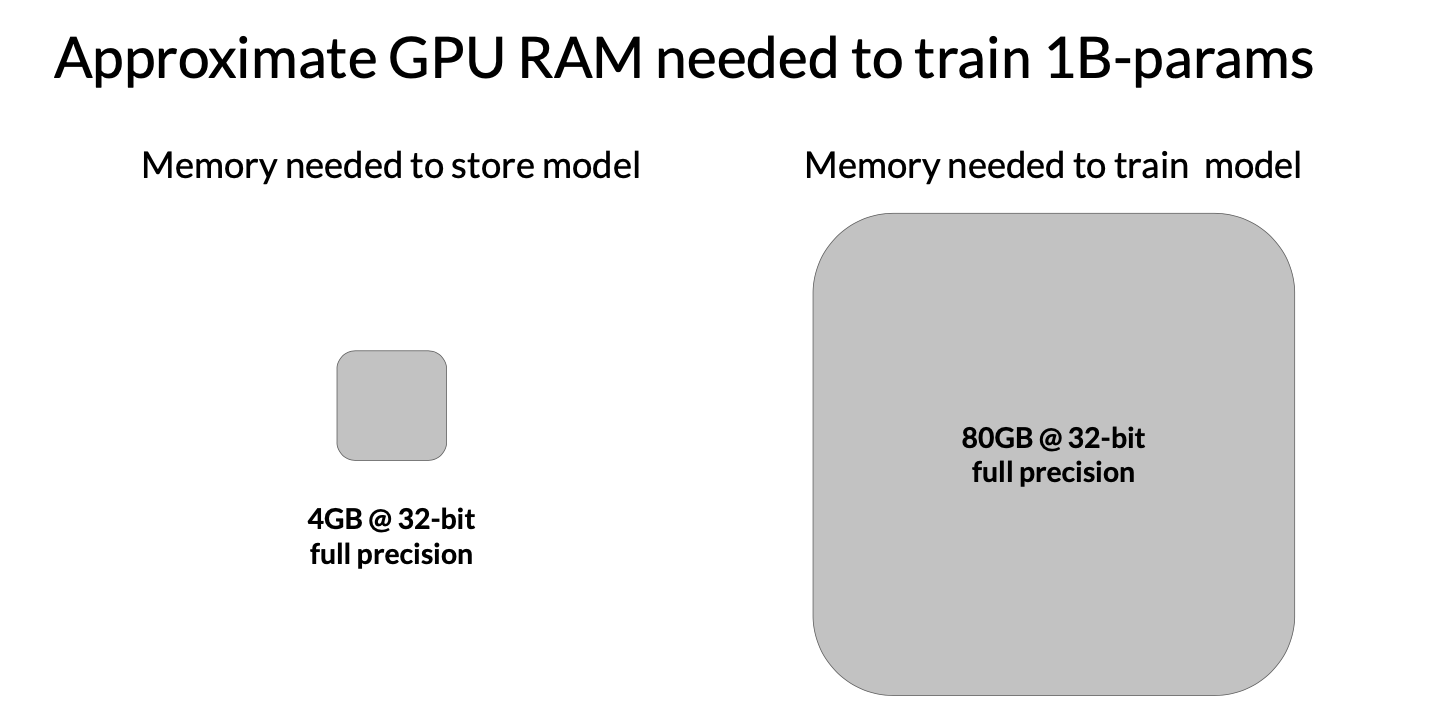 Approximate GPU RAM needed to train 1B-params
Memory needed to store model
Memory needed to train  model
4GB @ 32-bit
full precision
80GB @ 32-bit
full precision